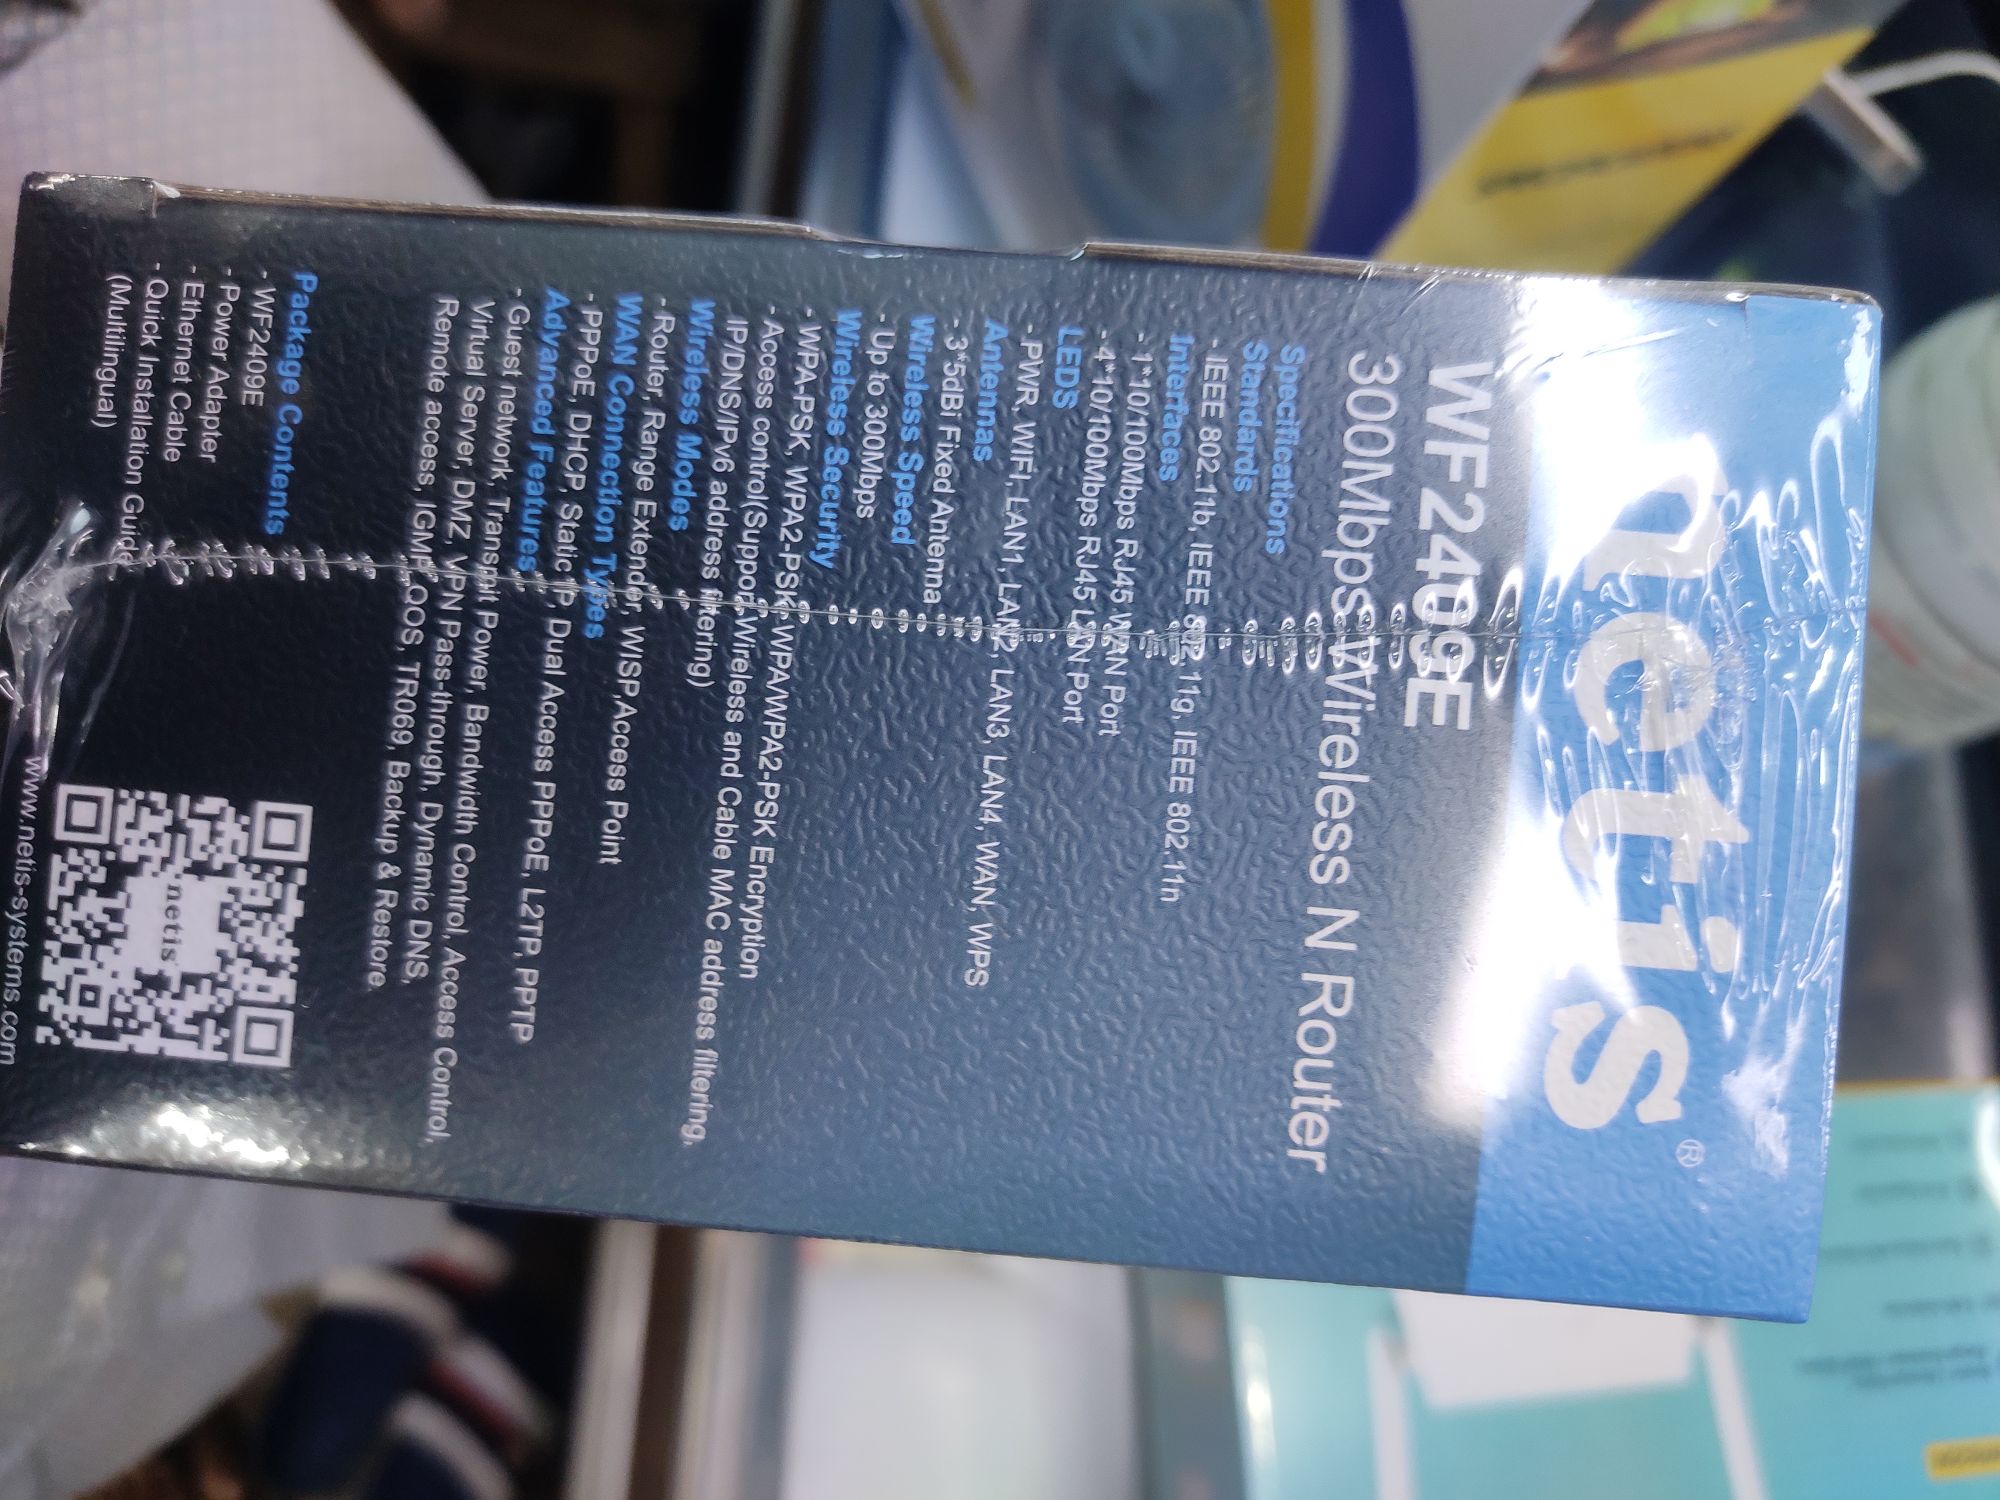 netis®
WF2409E
300Mbps Wireless N Router
Specifications
Standards
- IEEE 802.11b, IEEE 802.11g, IEEE 802.11n
Interfaces
- 1*10/100Mbps RJ45 WAN Port
- 4*10/100Mbps RJ45 LAN Port
LEDS
- PWR, WIFI, LAN1, LAN2, LAN3, LAN4, WAN, WPS
Antennas
- 3*5dBi Fixed Antenna
Wireless Speed
- Up to 300Mbps
Wireless Security
- WPA-PSK, WPA2-PSK, WPA/WPA2-PSK Encryption
- Access control(Support Wireless and Cable MAC address filtering,
IP/DNS/IPv6 address filtering)
Wireless Modes
- Router, Range Extender, WISP,Access Point
WAN Connection Types
- PPPoE, DHCP, Static IP, Dual Access PPPoE, L2TP, PPTP
Advanced Features
- Guest network, Transmit Power, Bandwidth Control, Access Control,
Virtual Server, DMZ, VPN Pass-through, Dynamic DNS,
Remote access, IGMP, QOS, TR069, Backup & Restore
Package Contents
- WF2409E
- Power Adapter
- Ethernet Cable
- Quick Installation Guide
(Multilingual)
netis
www.netis-systems.com